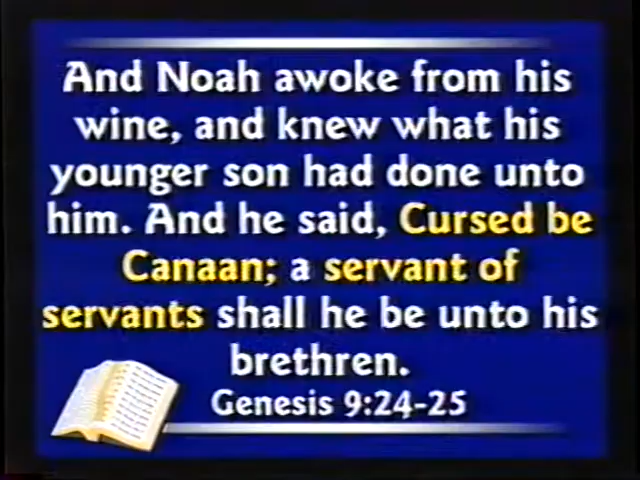 And Noah awoke from his
wine, and knew what his
younger son had done unto
him. And he said, Cursed be
Canaan; a servant of
servants shall he be unto his
brethren.
Genesis 9:24-25